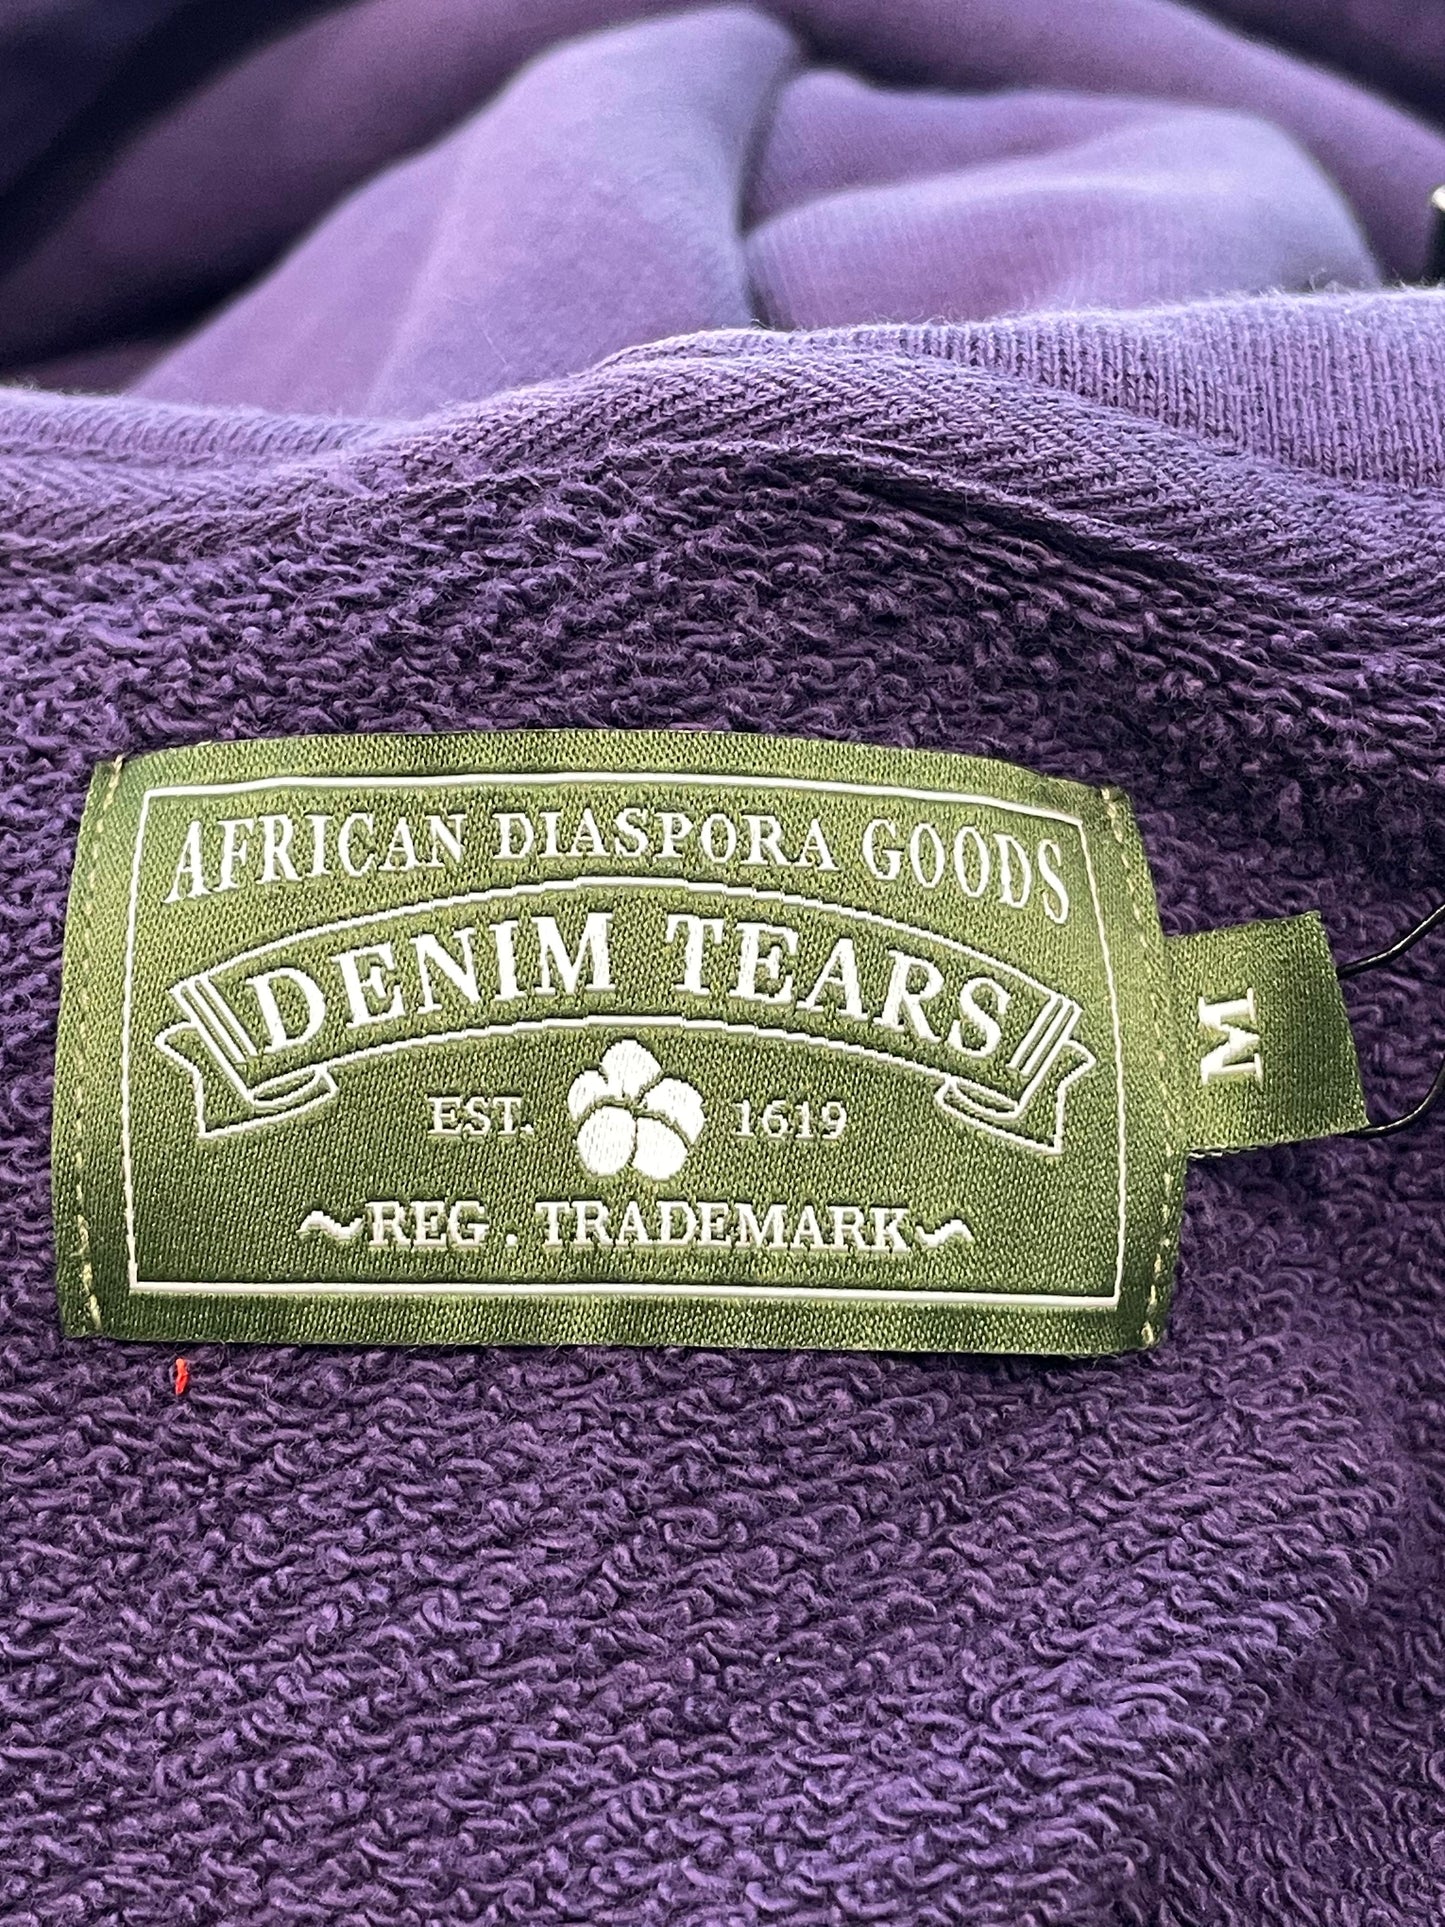 AFRICAN DIASPORA GOODS
DENIM TEARS
EST. 1619
~REG. TRADEMARK~
M